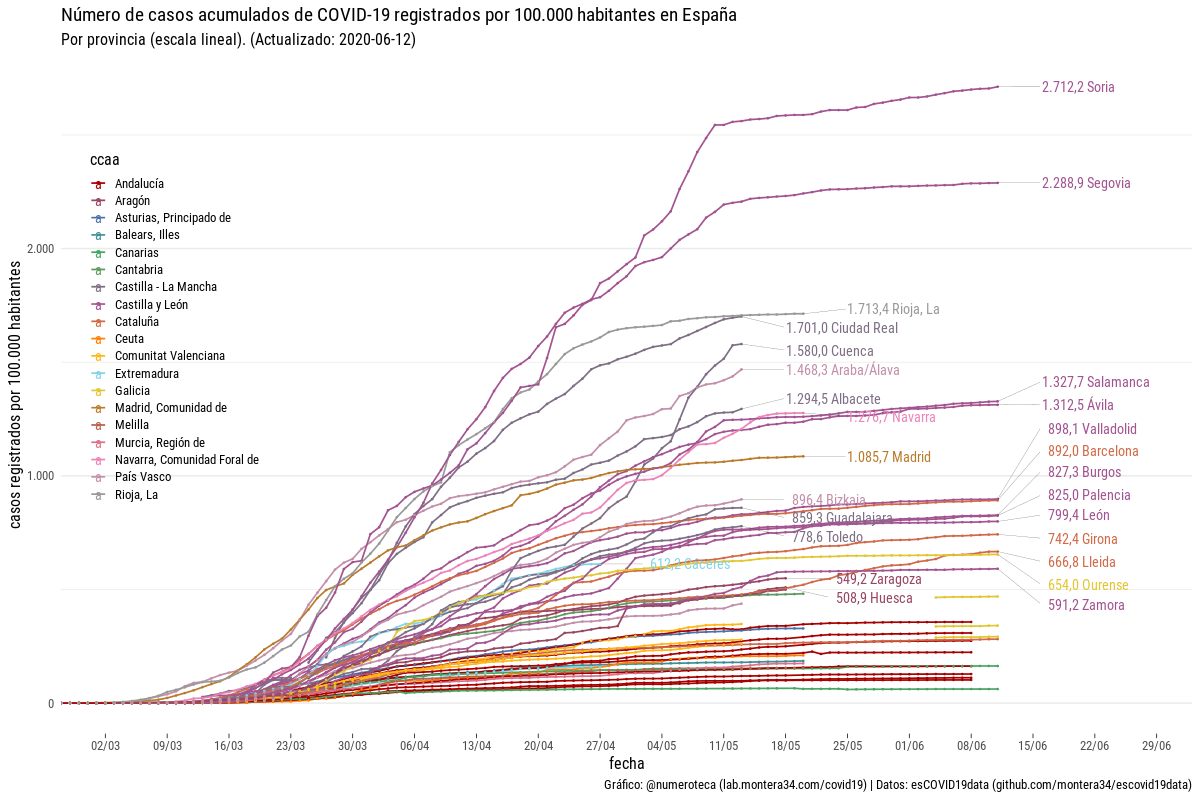 Número de casos acumulados de COVID-19 registrados por 100.000 habitantes en España
Por provincia (escala lineal). (Actualizado: 2020-06-12)
casos registrados por 100.000 habitantes
2.000
1.000
0
ccaa
Andalucía
Aragón
Asturias, Principado de
Balears, Illes
Canarias
Cantabria
Castilla - La Mancha
Castilla y León
Cataluña
Ceuta
Comunitat Valenciana
Extremadura
Galicia
Madrid, Comunidad de
Melilla
Murcia, Región de
Navarra, Comunidad Foral de
País Vasco
Rioja, La
2.712,2 Soria
2.288,9 Segovia
1.713,4 Rioja, La
1.701,0 Ciudad Real
1.580,0 Cuenca
1.468,3 Araba/Álava
1.327,7 Salamanca
1.294,5 Albacete
1.312,5 Ávila
1.276,7 Navarra
898,1 Valladolid
892,0 Barcelona
1.085,7 Madrid
827,3 Burgos
825,0 Palencia
896,4 Bizkaia
799,4 León
859,3 Guadalajara
778,6 Toledo
742,4 Girona
612,2 Cáceres
666,8 Lleida
549,2 Zaragoza
654,0 Ourense
508,9 Huesca
591,2 Zamora
02/03 09/03 16/03 23/03 30/03 06/04 13/04 20/04 27/04 04/05 11/05 18/05 25/05 01/06 08/06 15/06 22/06 29/06
fecha
Gráfico: @numeroteca (lab.montera34.com/covid19) | Datos: esCOVID19data (github.com/montera34/escovid19data)